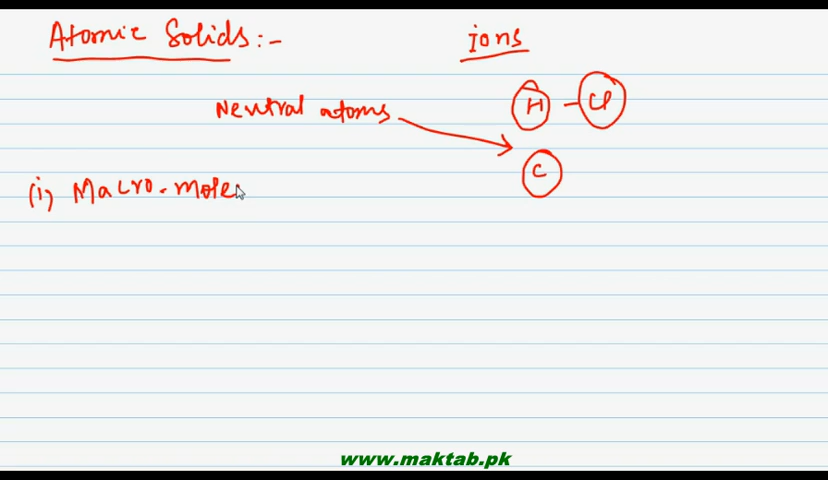 Atomic Solids:- ions
Neutral atoms H - Cl
C
(i) Macro-mole
www.maktab.pk